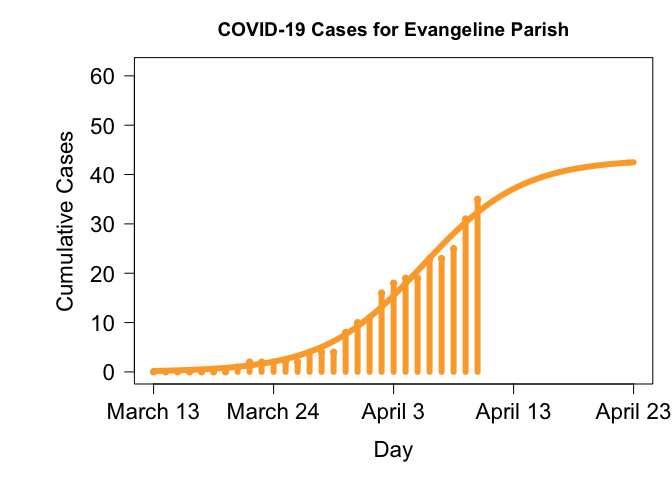 COVID-19 Cases for Evangeline Parish
Cumulative Cases
60
50
40
30
20
10
0
March 13 March 24 April 3 April 13 April 23
Day